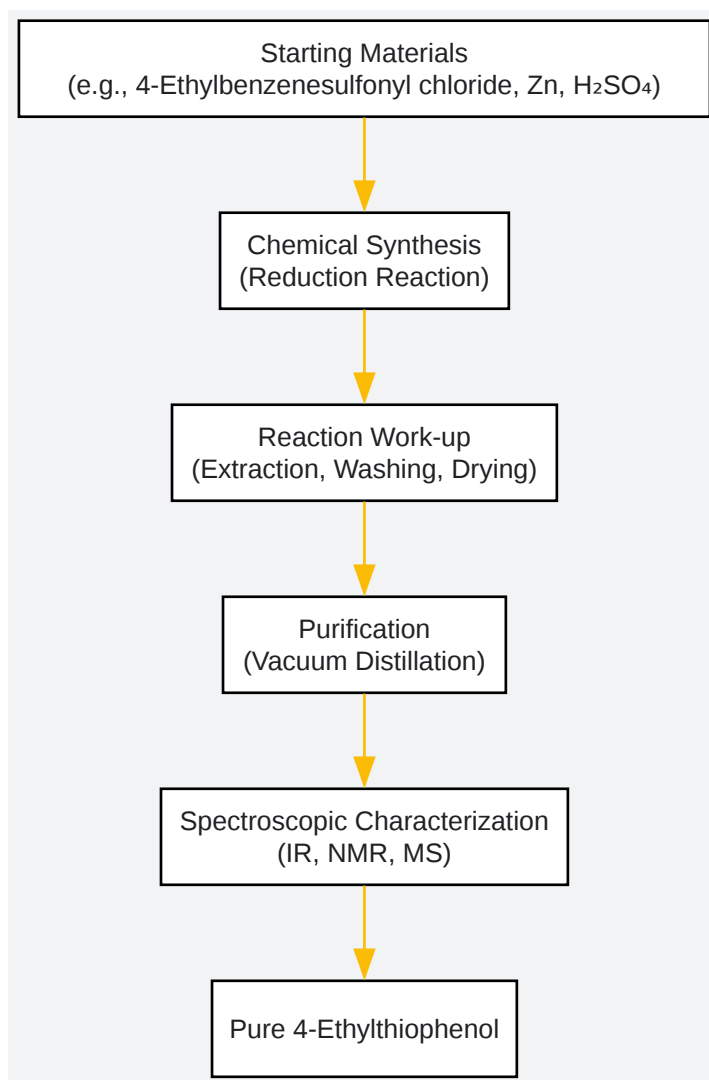 Starting Materials
(e.g., 4-Ethylbenzenesulfonyl chloride, Zn, H₂SO₄)
Chemical Synthesis
(Reduction Reaction)
Reaction Work-up
(Extraction, Washing, Drying)
Purification
(Vacuum Distillation)
Spectroscopic Characterization
(IR, NMR, MS)
Pure 4-Ethylthiophenol